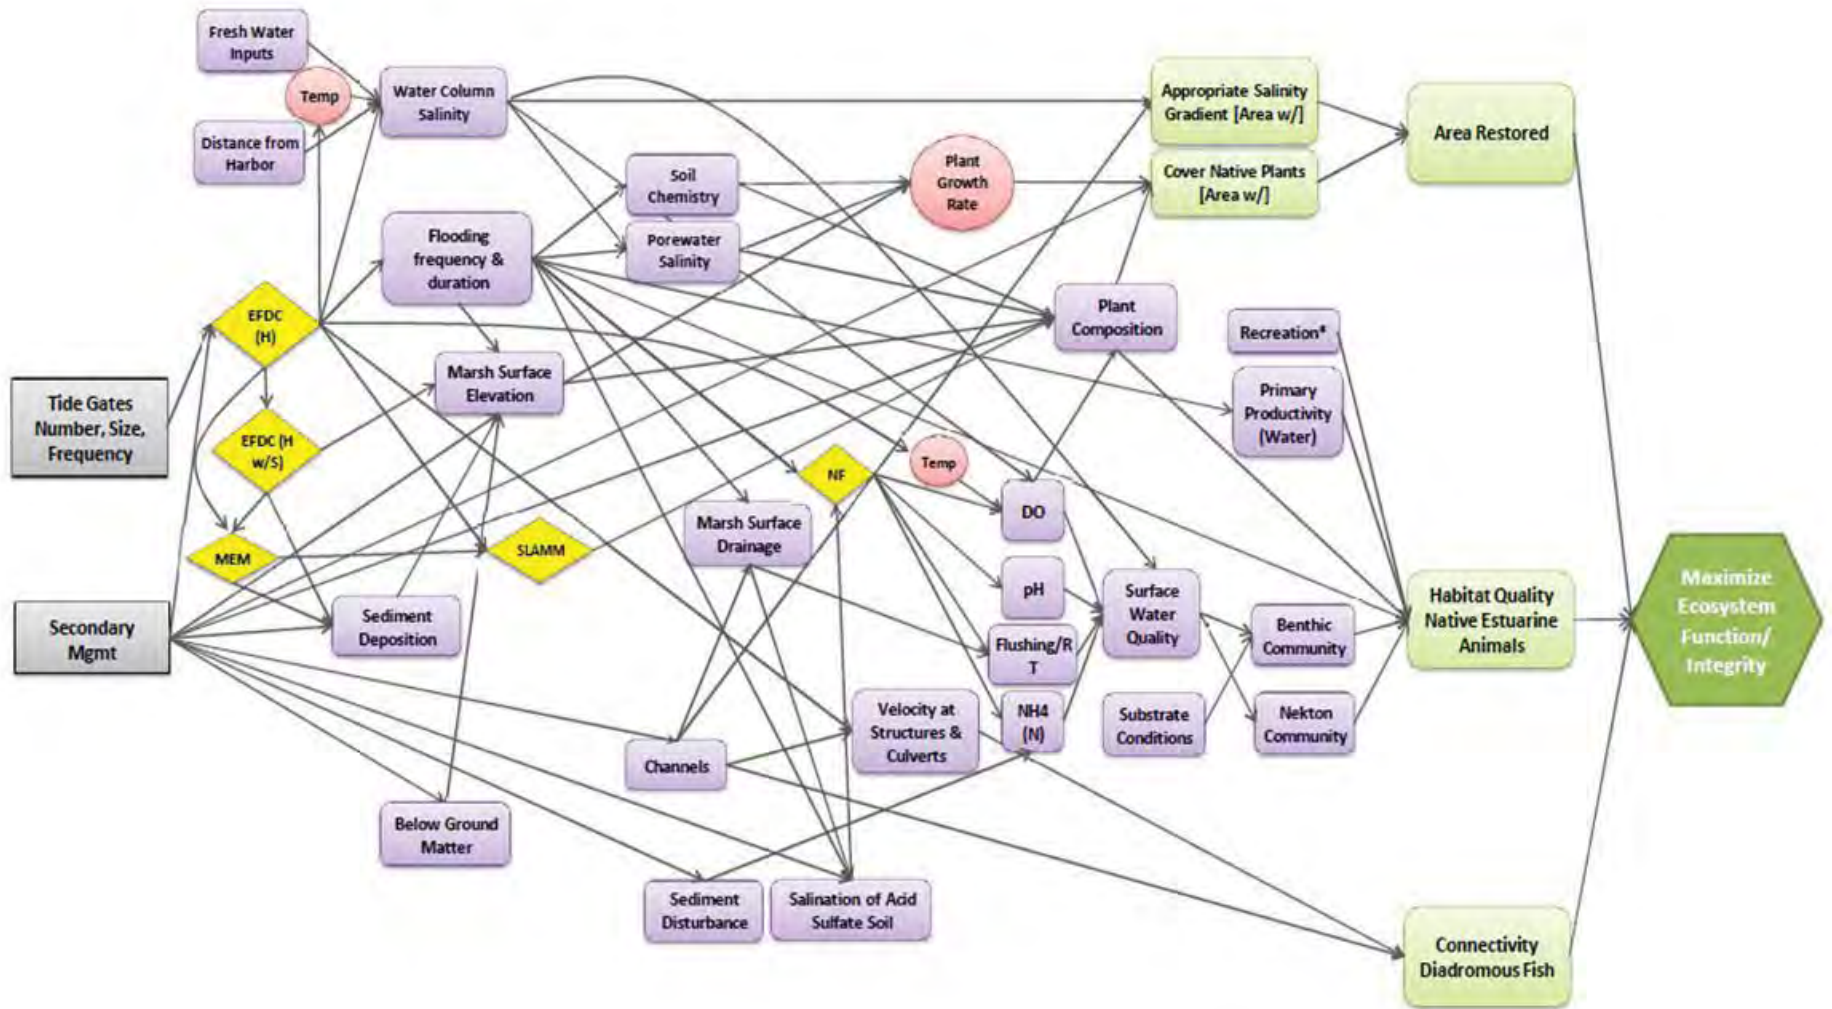 Fresh Water
Inputs
Temp
Distance from
Harbor
Water Column
Salinity
Appropriate Salinity
Gradient [Area w/]
Area Restored
Soil
Chemistry
Plant
Growth
Rate
Cover Native Plants
[Area w/]
Flooding
frequency &
duration
Porewater
Salinity
EFDC
(H)
Plant
Composition
Recreation*
Tide Gates
Number, Size,
Frequency
Marsh Surface
Elevation
Primary
Productivity
(Water)
EFDC (H
w/S)
NF
Temp
DO
Marsh Surface
Drainage
MEM
SLAMM
pH
Surface
Water
Quality
Habitat Quality
Native Estuarine
Animals
Maximize
Ecosystem
Function/
Integrity
Secondary
Mgmt
Sediment
Deposition
Flushing/R
T
Benthic
Community
Channels
Velocity at
Structures &
Culverts
NH4
(N)
Substrate
Conditions
Nekton
Community
Below Ground
Matter
Sediment
Disturbance
Salination of Acid
Sulfate Soil
Connectivity
Diadromous Fish